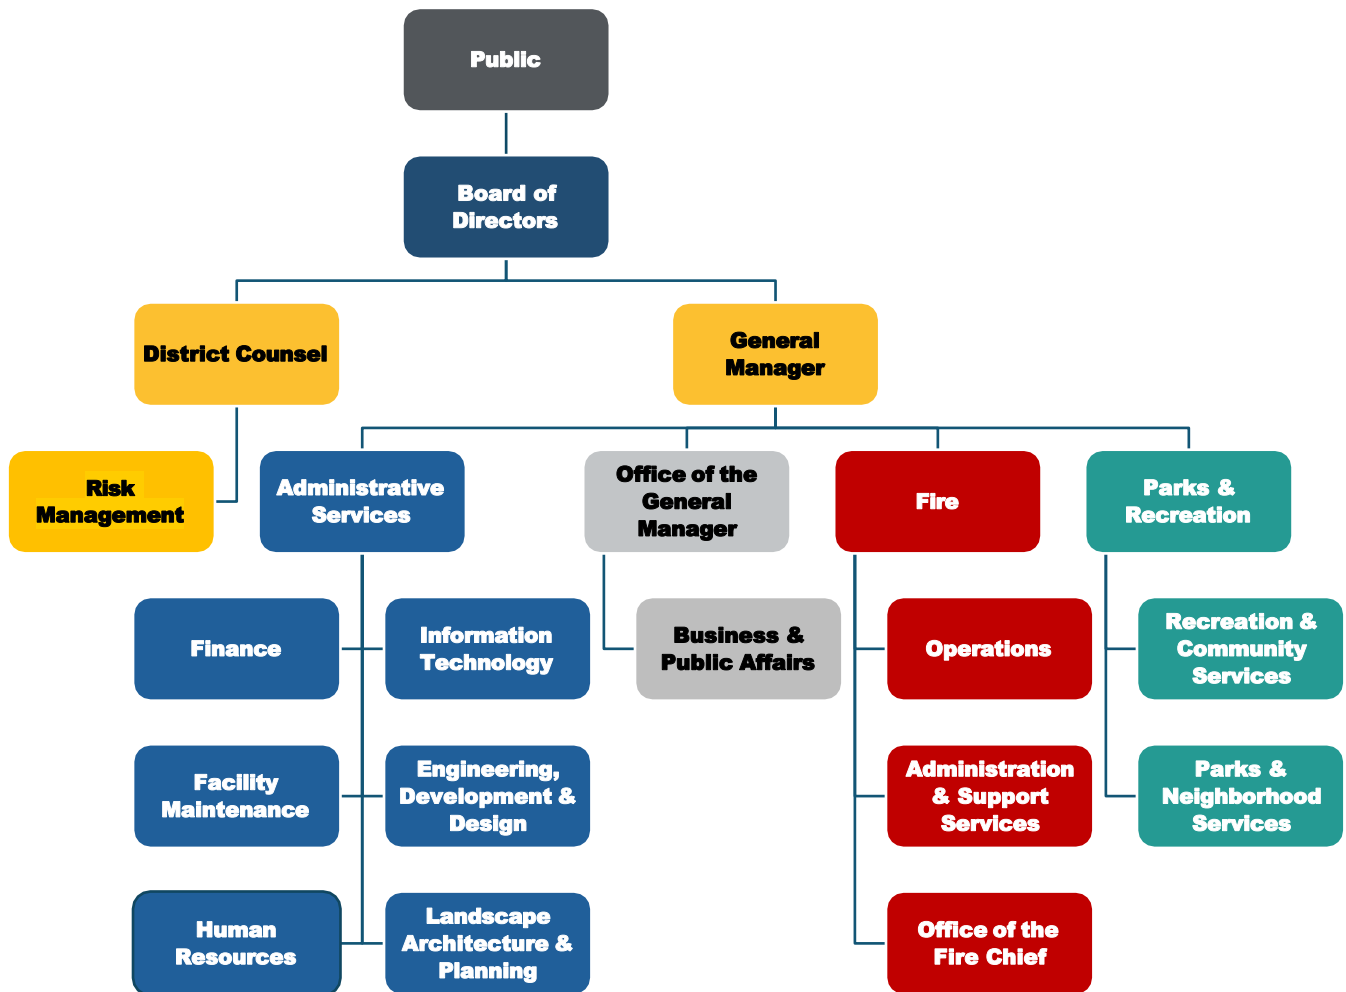 Public
Board of
Directors
District Counsel
General
Manager
Risk
Management
Administrative
Services
Office of the
General
Manager
Fire
Parks &
Recreation
Finance
Information
Technology
Business &
Public Affairs
Operations
Recreation &
Community
Services
Facility
Maintenance
Engineering,
Development &
Design
Administration
& Support
Services
Parks &
Neighborhood
Services
Human
Resources
Landscape
Architecture &
Planning
Office of the
Fire Chief